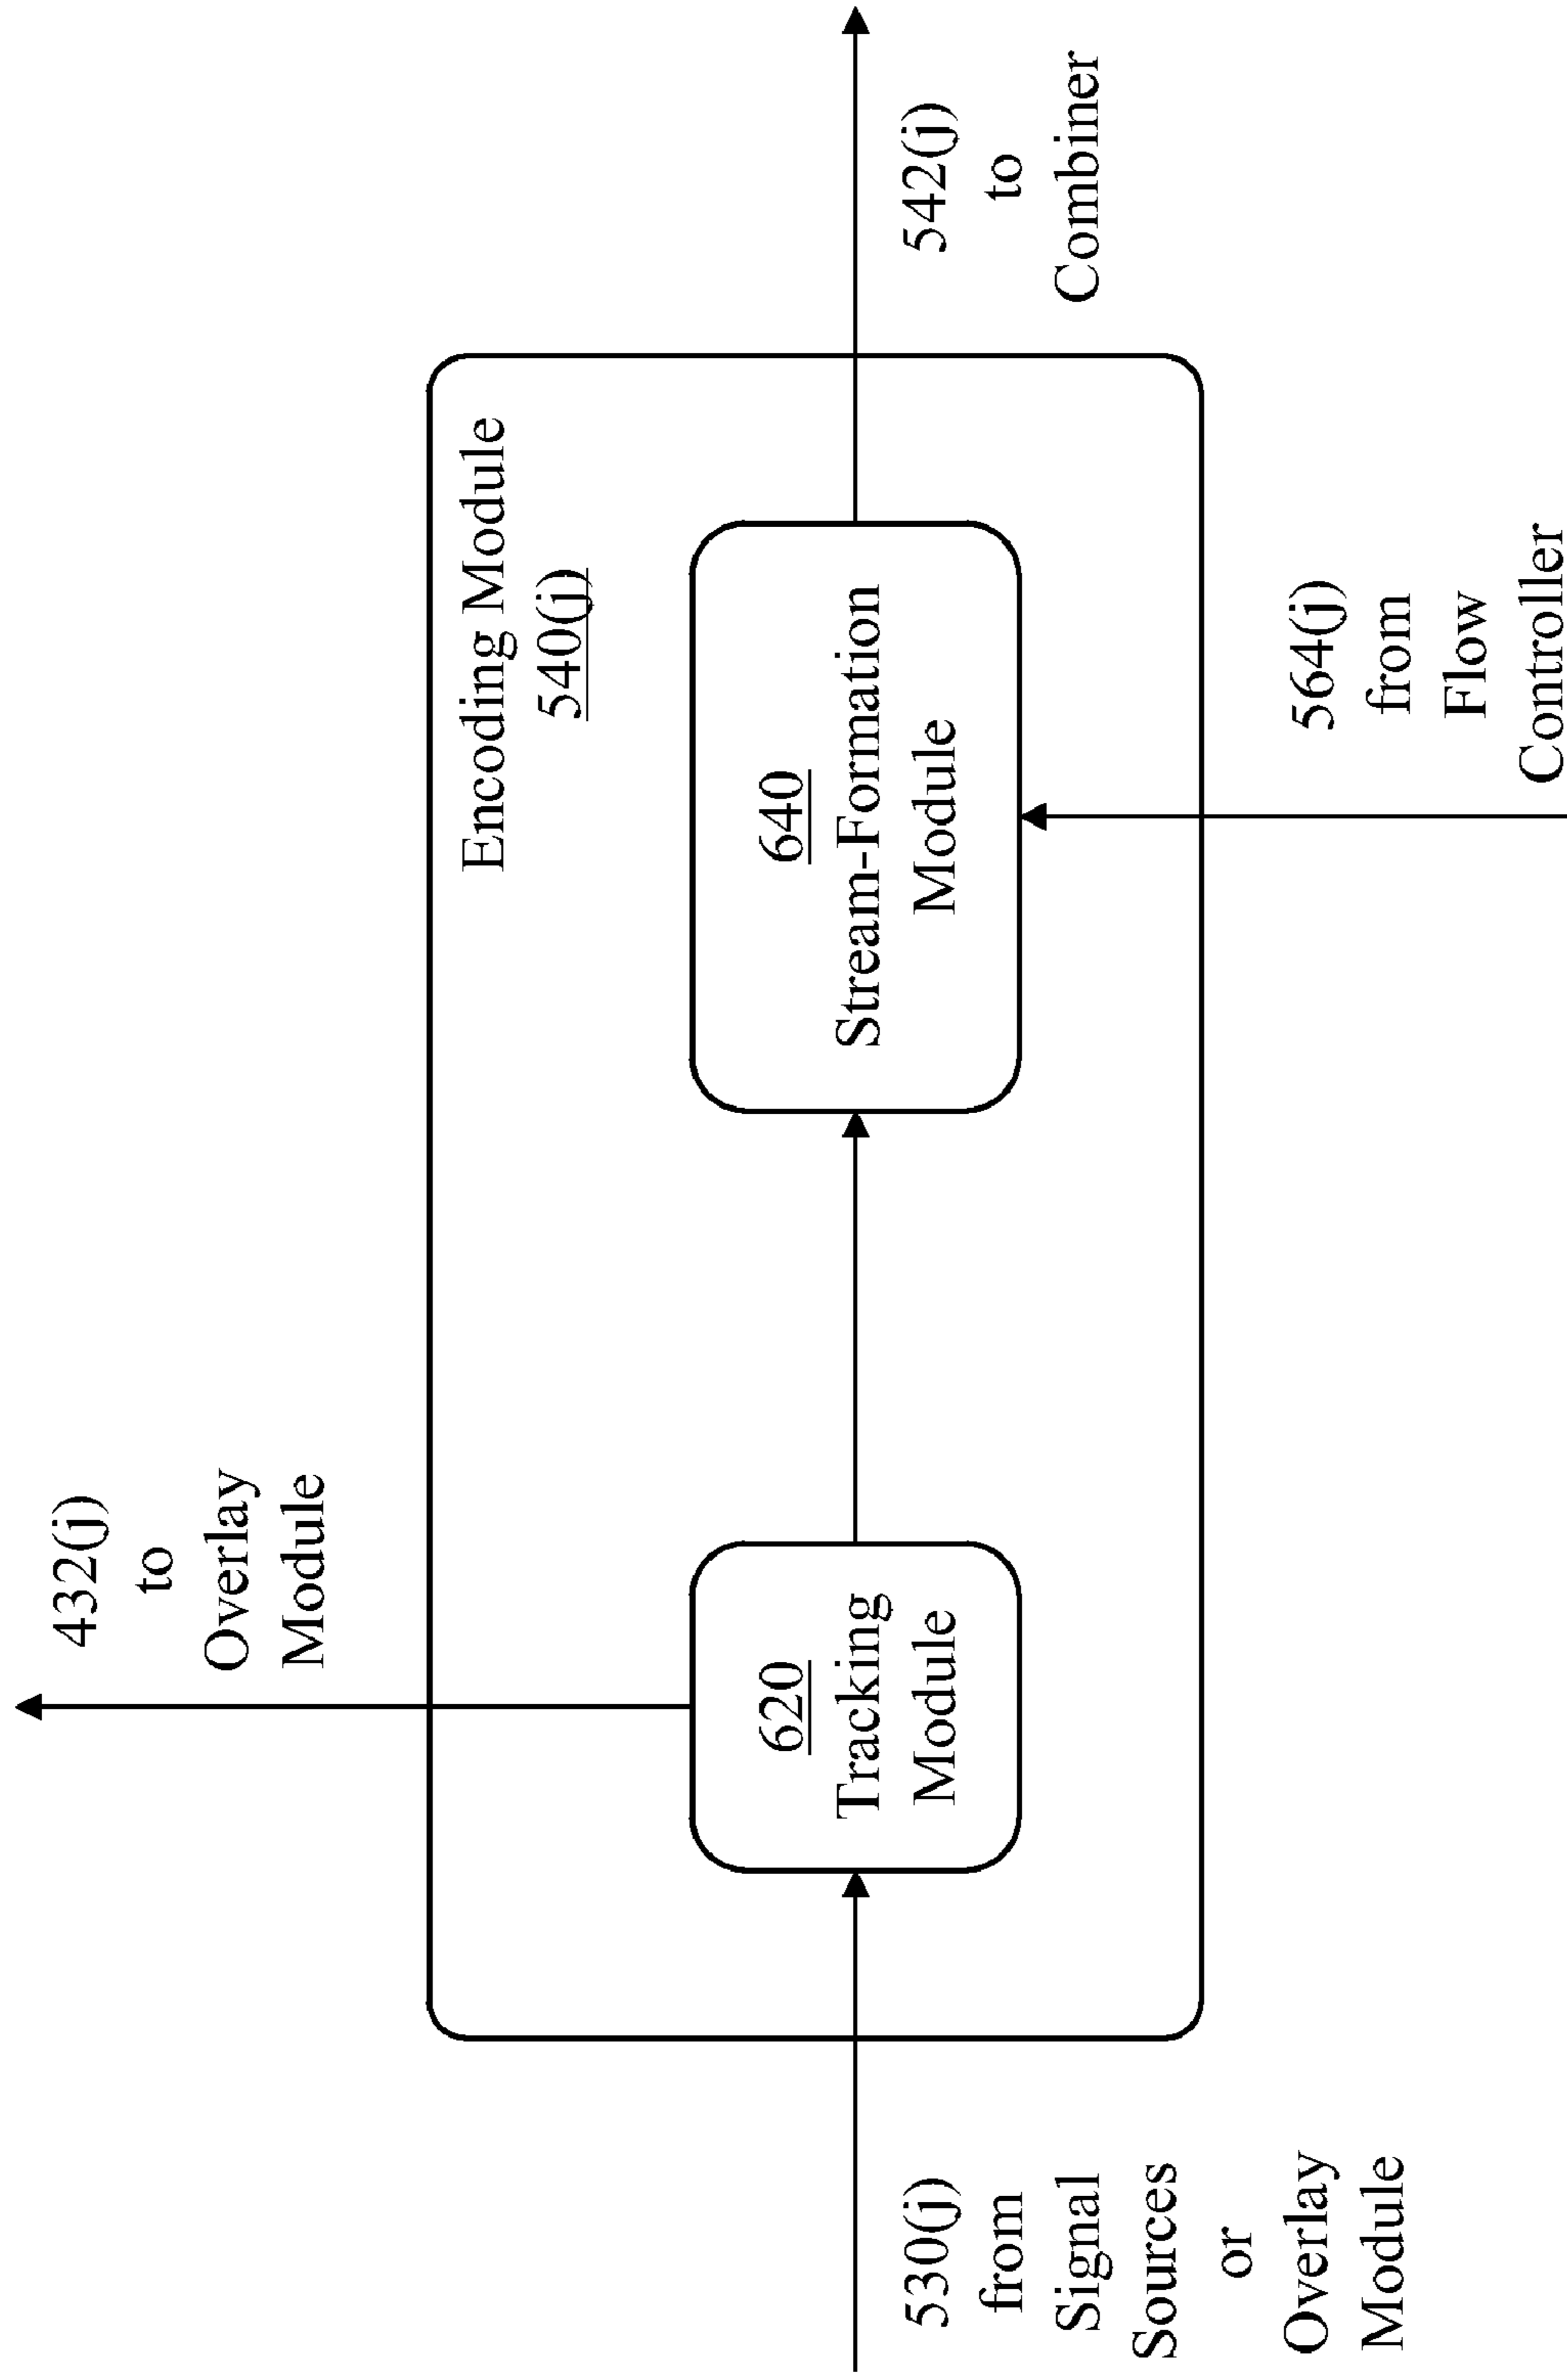 432(j)
to
Overlay
Module
Encoding Module
540(j)
620
Tracking
Module
640
Stream-Formation
Module
530(j)
from
Signal
Sources
or
Overlay
Module
542(j)
to
Combiner
564(j)
from
Flow
Controller